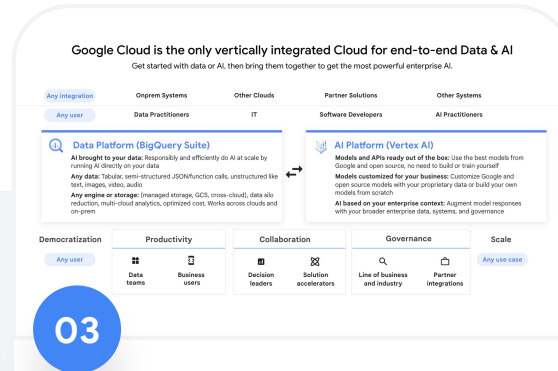 Google Cloud is the only vertically integrated Cloud for end-to-end Data & AI
Get started with data or AI, then bring them together to get the most powerful enterprise AI.
Any integration Onprem Systems Other Clouds Partner Solutions Other Systems
Any user Data Practitioners IT Software Developers AI Practitioners
Data Platform (BigQuery Suite)
AI brought to your data: Responsibly and efficiently do AI at scale by
running AI directly on your data
Any data: Tabular, semi-structured JSON/function calls, unstructured like
text, images, video, audio
Any engine or storage: (managed storage, GCS, cross-cloud), data silo
reduction, multi-cloud analytics, optimized cost, Works across clouds and
on-prem
AI Platform (Vertex AI)
Models and APIs ready out of the box: Use the best models from
Google and open source, no need to build or train yourself
Models customized for your business: Customize Google and
open source models with your proprietary data or build your own
models from scratch
AI based on your enterprise context: Augment model responses
with your broader enterprise data, systems, and governance
Democratization Productivity Collaboration Governance Scale
Any user
Data
teams
Business
users
Decision
leaders
Solution
accelerators
Line of business
and industry
Partner
integrations
Any use case
03